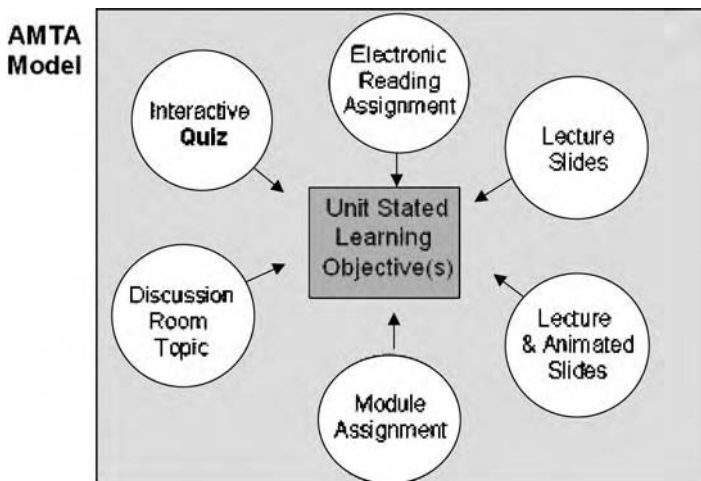 AMTA
Model
Electronic
Reading
Assignment
Interactive
Quiz
Lecture
Slides
Unit Stated
Learning
Objective(s)
Discussion
Room
Topic
Lecture
& Animated
Slides
Module
Assignment